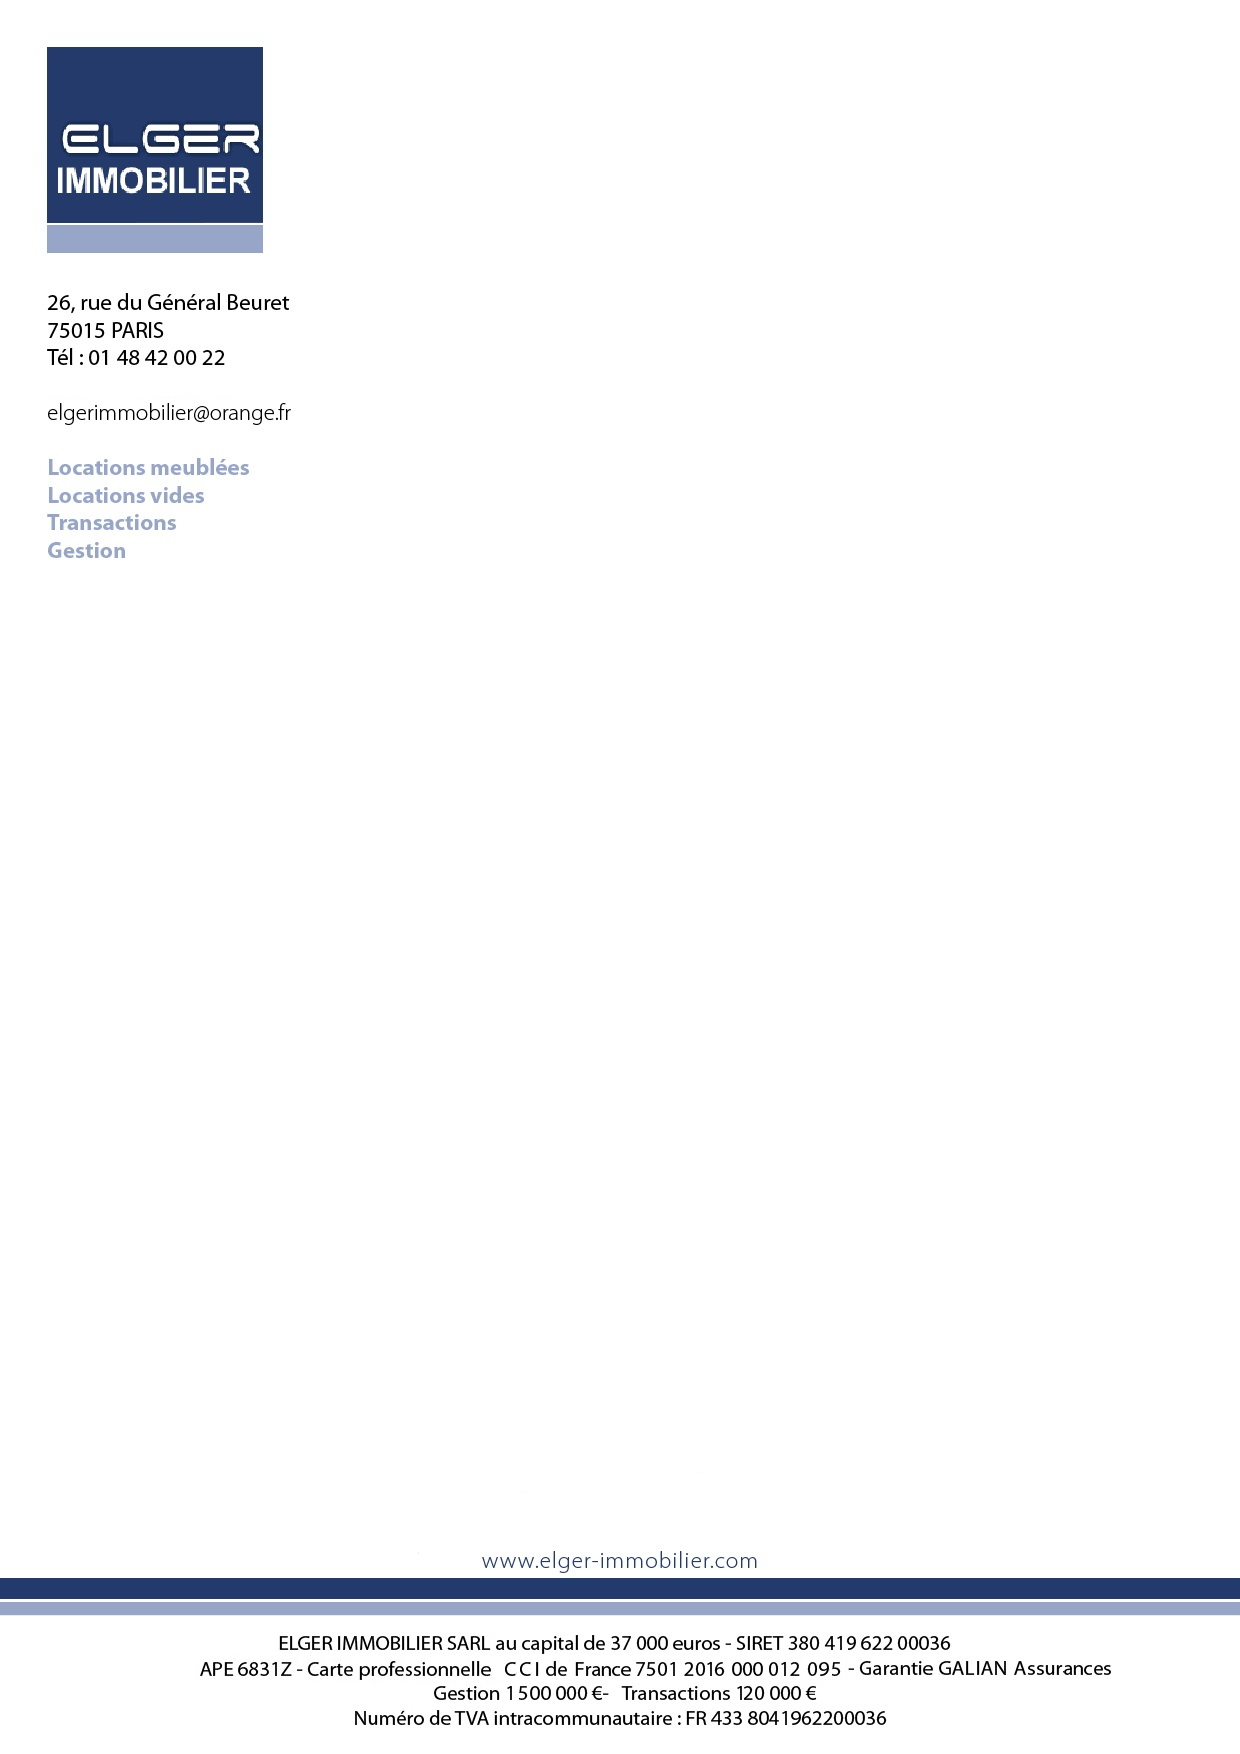 ELGER
IMMOBILIER
26, rue du Général Beuret
75015 PARIS
Tél : 01 48 42 00 22
elgerimmobilier@orange.fr
Locations meublées
Locations vides
Transactions
Gestion
www.elger-immobilier.com
ELGER IMMOBILIER SARL au capital de 37 000 euros - SIRET 380 419 622 00036
APE 6831Z - Carte professionnelle C C I de France 7501 2016 000 012 095 - Garantie GALIAN Assurances
Gestion 1 500 000 €- Transactions 120 000 €
Numéro de TVA intracommunautaire : FR 433 8041962200036